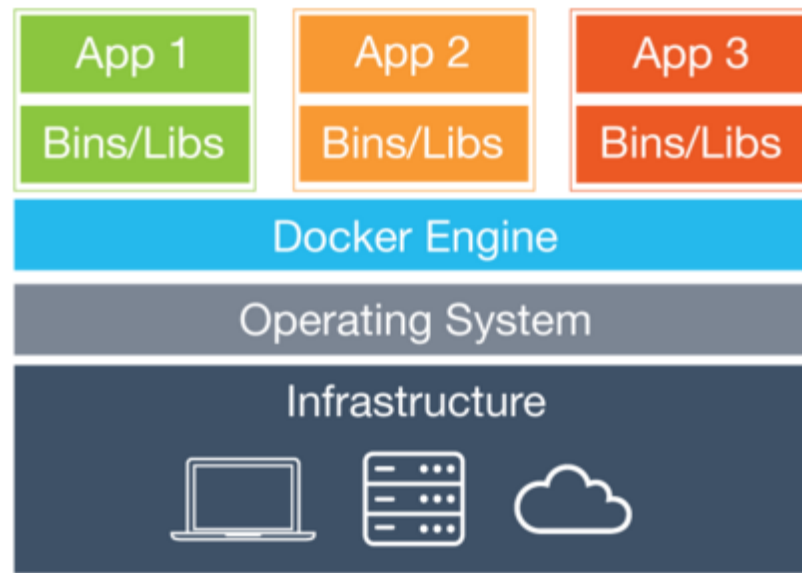 App 1 App 2 App 3
Bins/Libs Bins/Libs Bins/Libs
Docker Engine
Operating System
Infrastructure